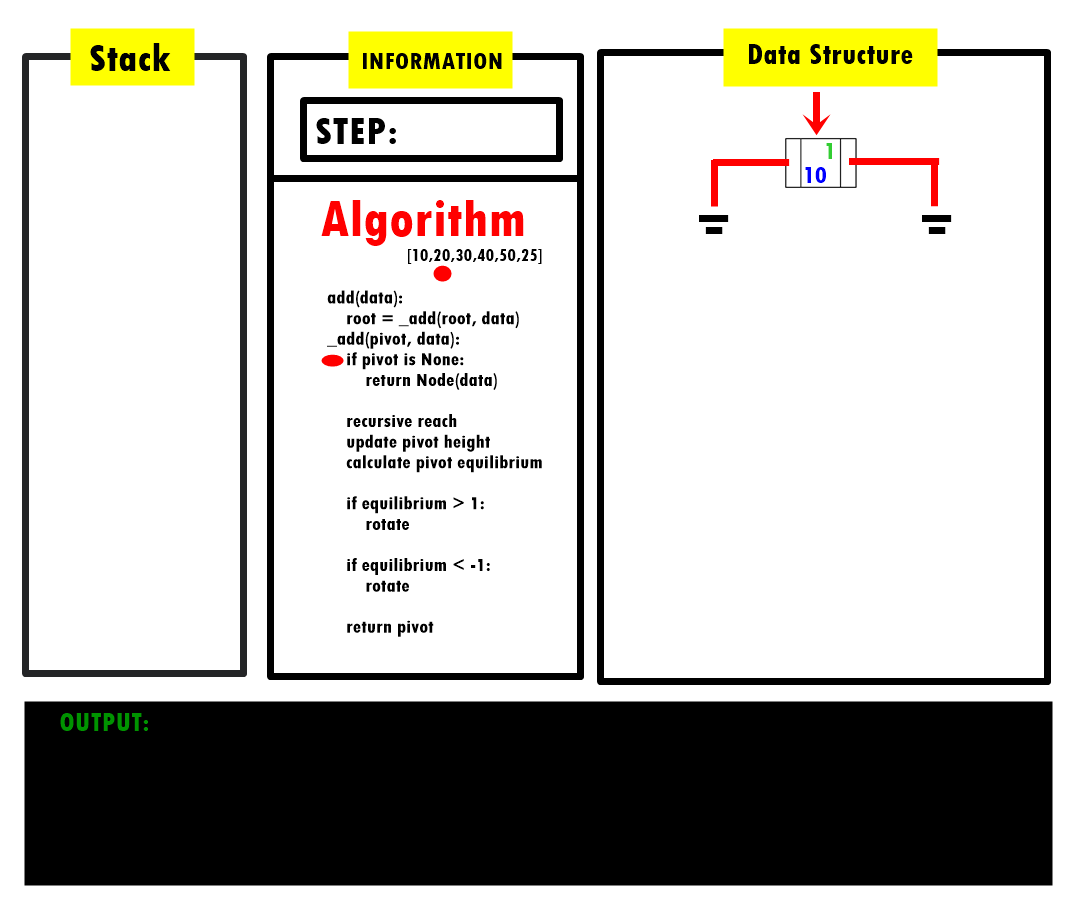 Stack
INFORMATION
STEP:
Algorithm
[10,20,30,40,50,25]
add(data):
root = _add(root, data)
_add(pivot, data):
if pivot is None:
return Node(data)
recursive reach
update pivot height
calculate pivot equilibrium
if equilibrium > 1:
rotate
if equilibrium < -1:
rotate
return pivot
Data Structure
1
10
OUTPUT: